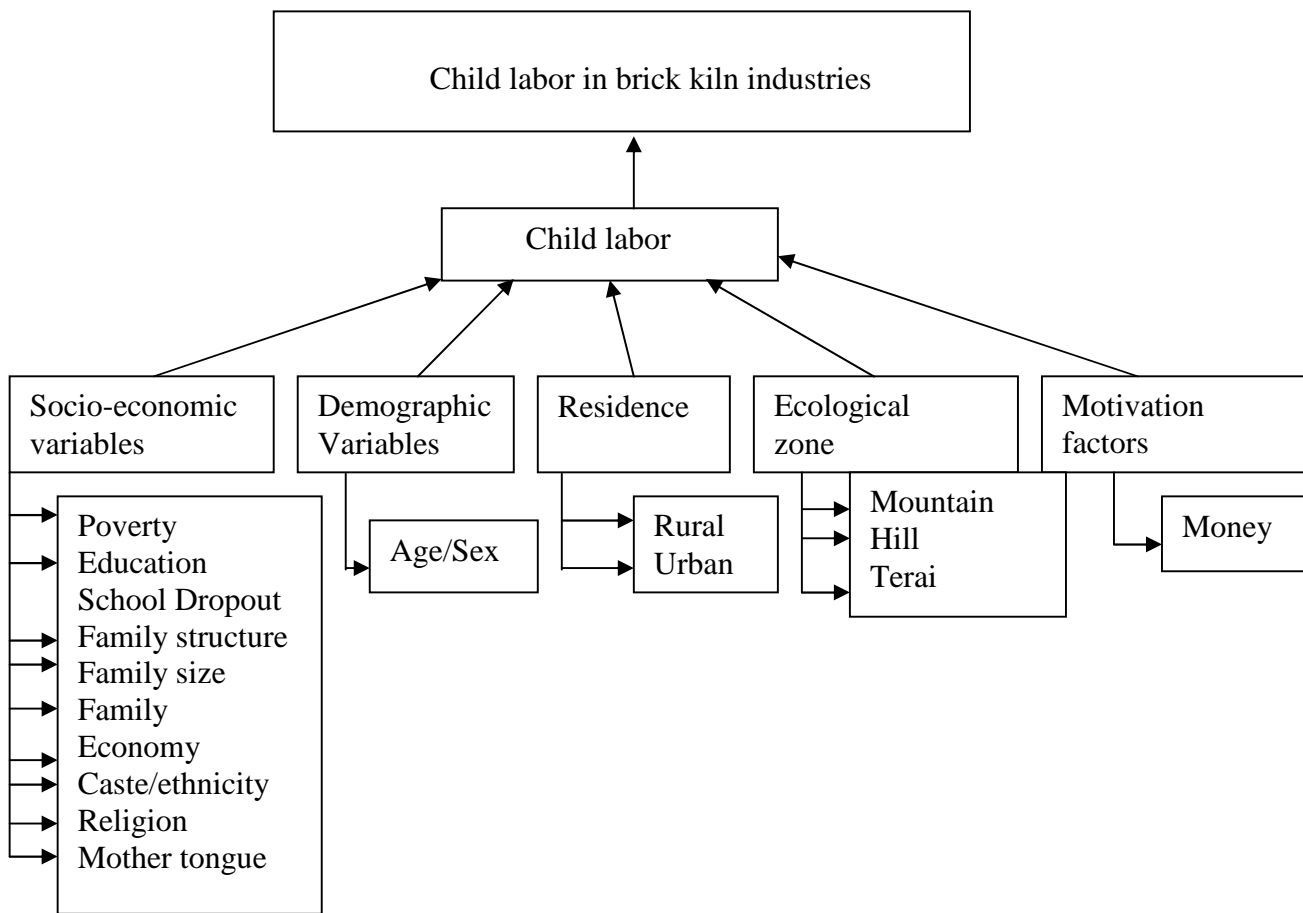 Child labor in brick kiln industries
Child labor
Socio-economic
variables
Demographic
Variables
Residence
Ecological
zone
Motivation
factors
Poverty
Education
School Dropout
Family structure
Family size
Family
Economy
Caste/ethnicity
Religion
Mother tongue
Age/Sex
Rural
Urban
Mountain
Hill
Terai
Money